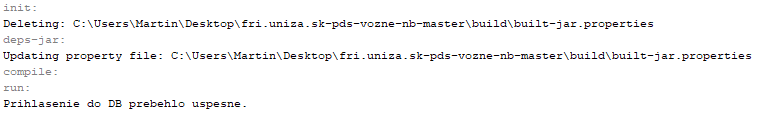 init:
Deleting: C:\Users\Martin\Desktop\fri.uniza.sk-pds-vozne-nb-master\build\built-jar.properties
deps-jar:
Updating property file: C:\Users\Martin\Desktop\fri.uniza.sk-pds-vozne-nb-master\build\built-jar.properties
compile:
run:
Prihlasenie do DB prebehlo uspesne.